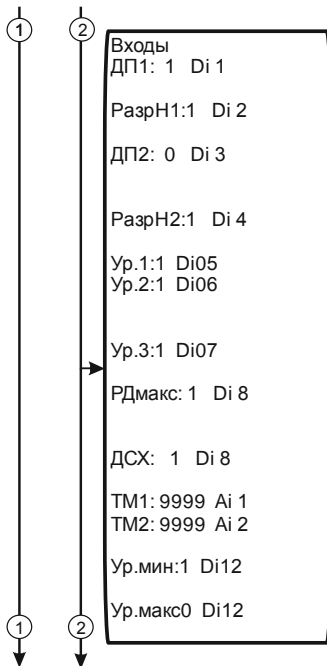 1 2
Входы
ДП1: 1 Di 1
РазрН1:1 Di 2
ДП2: 0 Di 3
РазрН2:1 Di 4
Ур.1:1 Di05
Ур.2:1 Di06
Ур.3:1 Di07
РДмакс: 1 Di 8
ДСХ: 1 Di 8
ТМ1: 9999 Ai 1
ТМ2: 9999 Ai 2
Ур.мин:1 Di12
Ур.макс0 Di12
1 2